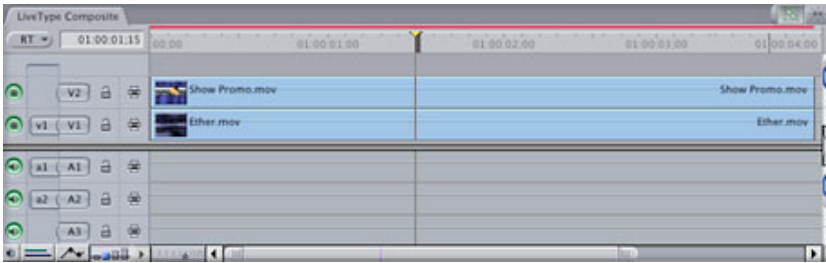 LiveType Composite
RT 01:00:01;15 00;00 01:00:01;00 01:00:02;00 01:00:03;00 01:00:04;00
V2 Show Promo.mov Show Promo.mov
v1 V1 Ether.mov Ether.mov
a1 A1
a2 A2
A3